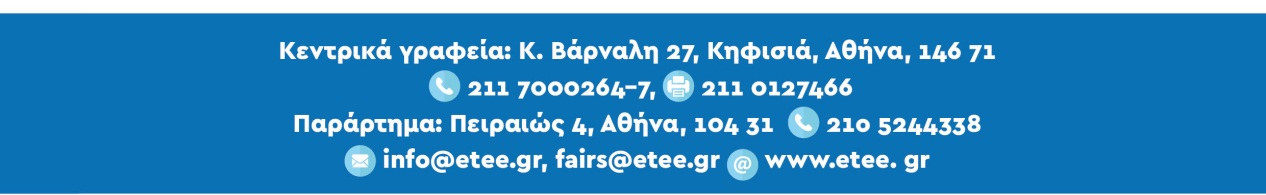 Κεντρικά γραφεία: Κ. Βάρναλη 27, Κηφισιά, Αθήνα, 146 71
211 7000264–7, 211 0127466
Παράρτημα: Πειραιώς 4, Αθήνα, 104 31 210 5244338
info@etee.gr, fairs@etee.gr @ www.etee. gr